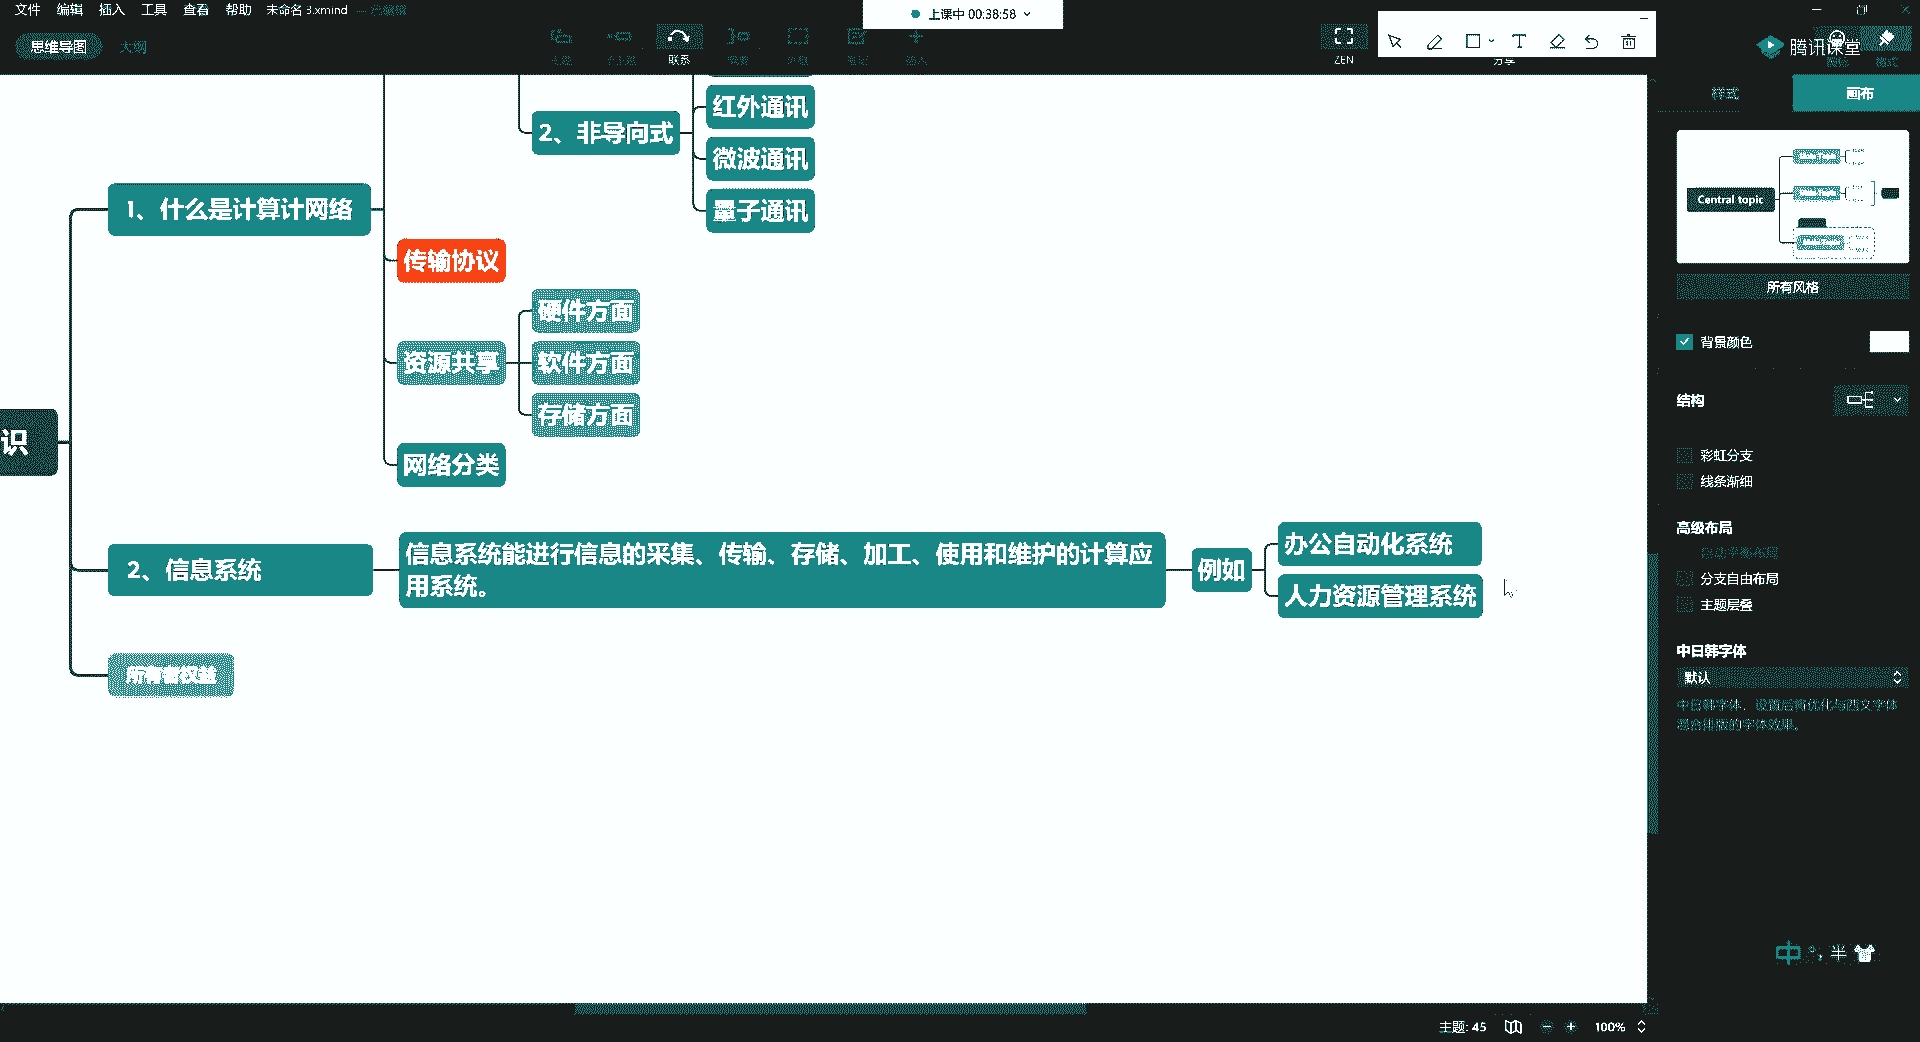 文件 编辑 插入 工具 查看 帮助 未命名 3.xmind
上课中 00:38:58
思维导图 大纲
联系
ZEN
分享
腾讯课堂
样式 画布
红外通讯
2、非导向式
微波通讯
量子通讯
1、什么是计算计网络
传输协议
硬件方面
资源共享
软件方面
存储方面
网络分类
识
2、信息系统
信息系统能进行信息的采集、传输、存储、加工、使用和维护的计算应
用系统。
例如
办公自动化系统
人力资源管理系统
所有者权益
Central topic
所有风格
背景颜色
结构
彩虹分支
线条渐细
高级布局
自动平衡布局
分支自由布局
主题层叠
中日韩字体
默认
中日韩字体，设置后将优化与西文字体
混合排版的字体效果。
中 半
主题: 45
100%